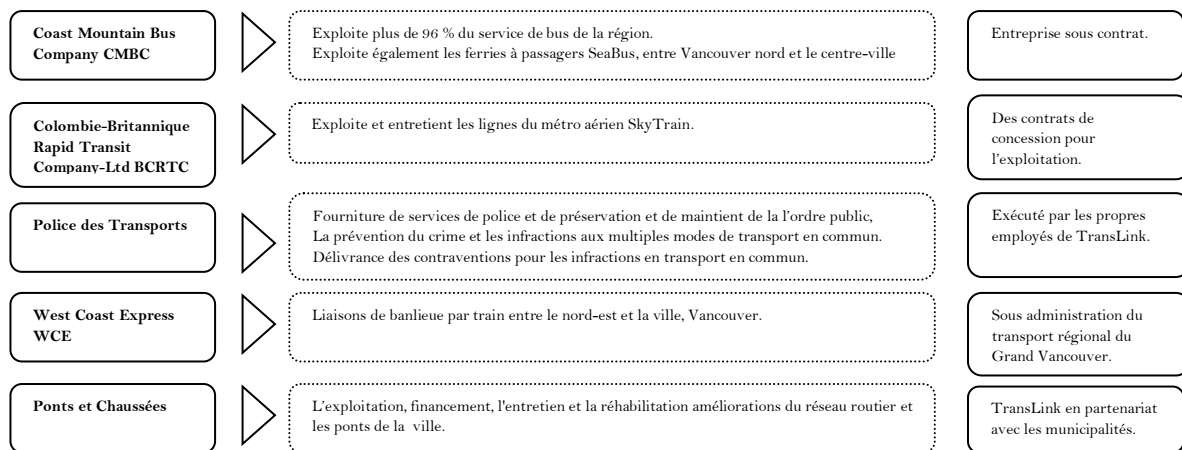 Coast Mountain Bus
Company CMBC
Exploite plus de 96 % du service de bus de la région.
Exploite également les ferries à passagers SeaBus, entre Vancouver nord et le centre-ville
Entreprise sous contrat.
Colombie-Britannique
Rapid Transit
Company-Ltd BCRTC
Exploite et entretient les lignes du métro aérien SkyTrain.
Des contrats de
concession pour
l'exploitation.
Police des Transports
Fourniture de services de police et de préservation et de maintient de la l'ordre public,
La prévention du crime et les infractions aux multiples modes de transport en commun.
Délivrance des contraventions pour les infractions en transport en commun.
Exécuté par les propres
employés de TransLink.
West Coast Express
WCE
Liaisons de banlieue par train entre le nord-est et la ville, Vancouver.
Sous administration du
transport régional du
Grand Vancouver.
Ponts et Chaussées
L'exploitation, financement, l'entretien et la réhabilitation améliorations du réseau routier et
les ponts de la ville.
TransLink en partenariat
avec les municipalités.